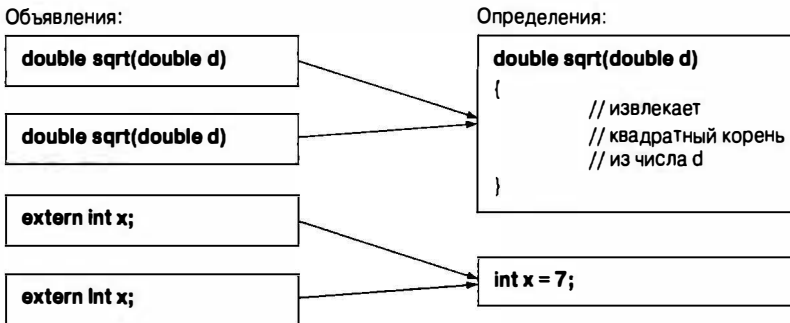 Объявления:
double sqrt(double d)
double sqrt(double d)
extern int x;
extern int x;
Определения:
double sqrt(double d)
{
// извлекает
// квадратный корень
// из числа d
}
int x = 7;